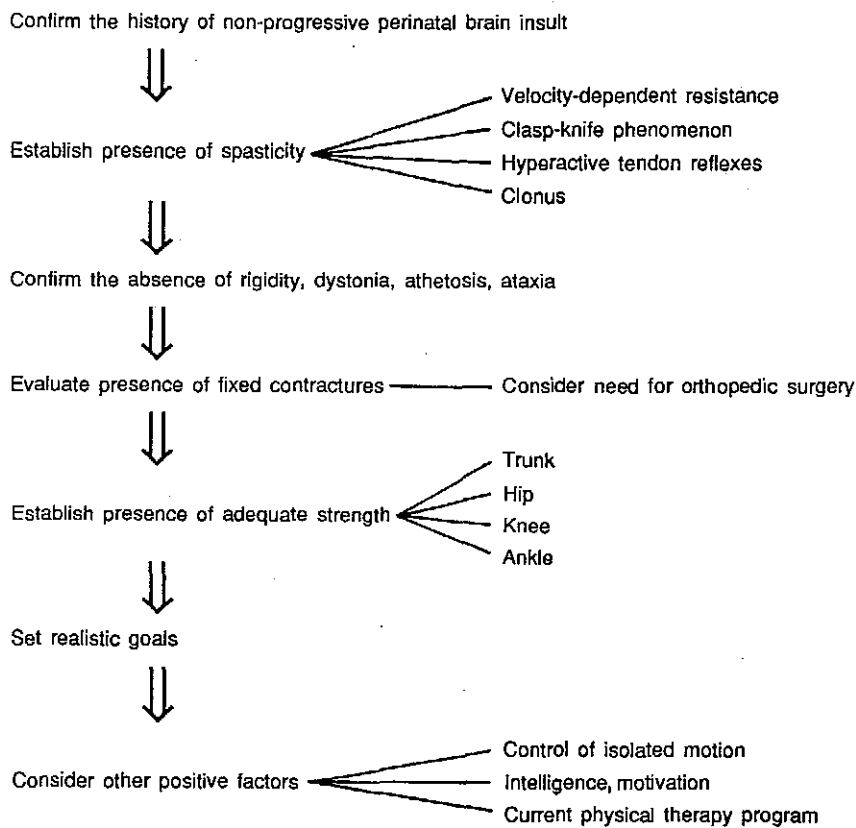 Confirm the history of non-progressive perinatal brain insult
Establish presence of spasticity
Velocity-dependent resistance
Clasp-knife phenomenon
Hyperactive tendon reflexes
Clonus
Confirm the absence of rigidity, dystonia, athetosis, ataxia
Evaluate presence of fixed contractures
Consider need for orthopedic surgery
Establish presence of adequate strength
Trunk
Hip
Knee
Ankle
Set realistic goals
Consider other positive factors
Control of isolated motion
Intelligence, motivation
Current physical therapy program